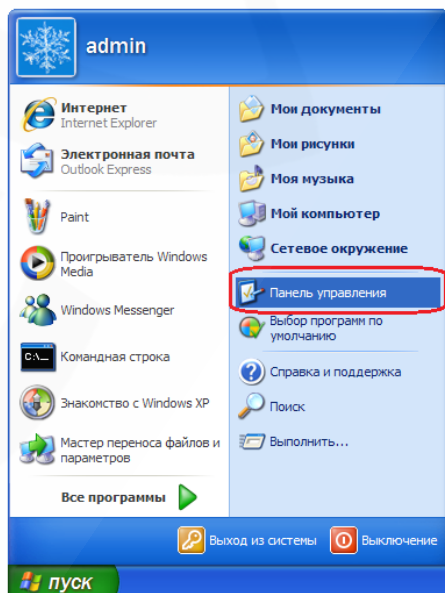 admin
Интернет
Internet Explorer
Электронная почта
Outlook Express
Paint
Проигрыватель Windows
Media
Windows Messenger
C:\_
Командная строка
Знакомство с Windows XP
Мастер переноса файлов и
параметров
Все программы
Мои документы
Мои рисунки
Моя музыка
Мой компьютер
Сетевое окружение
Панель управления
Выбор программ по
умолчанию
Справка и поддержка
Поиск
Выполнить...
Выход из системы
Выключение
пуск